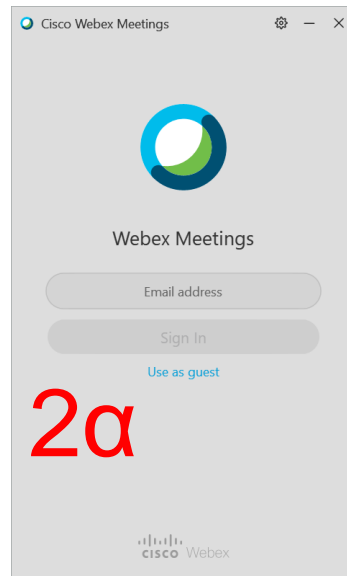 Cisco Webex Meetings
Webex Meetings
Email address
Sign In
Use as guest
2α
CISCO Webex